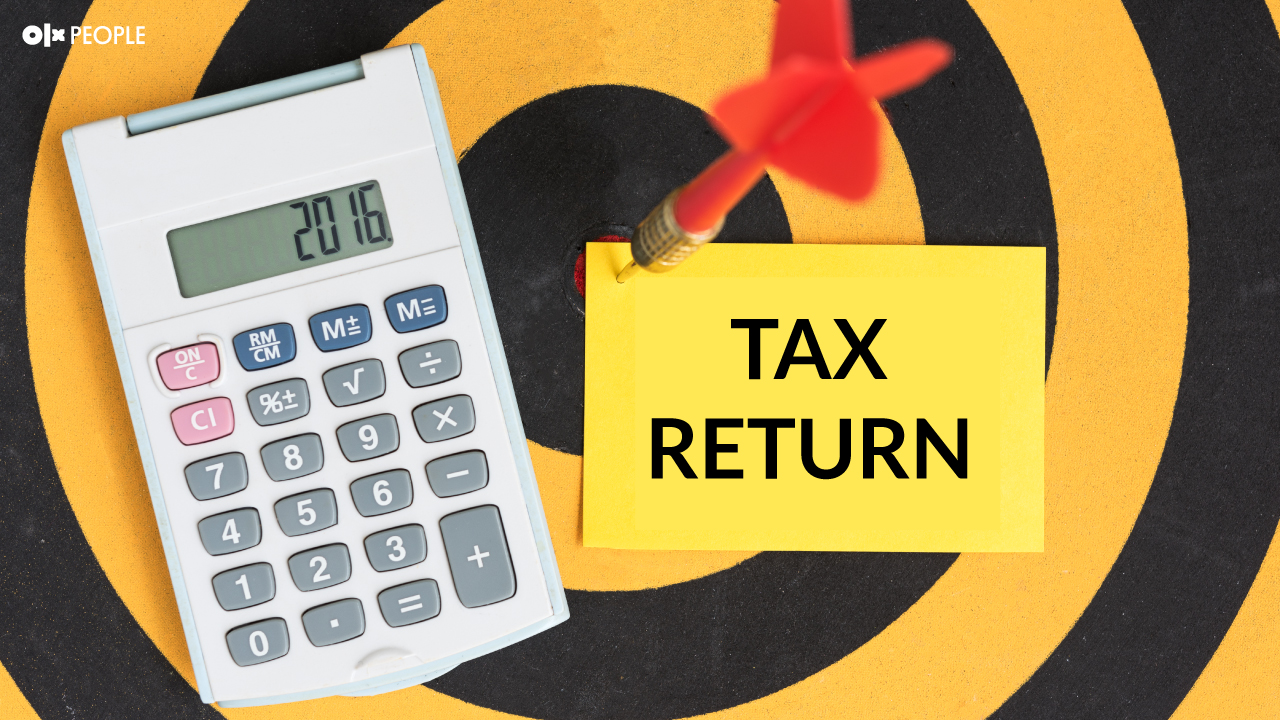 OLX PEOPLE
2016.
ON
C
RM
CM
M±
M=
CI
%±
√
÷
7
8
9
×
4
5
6
−
1
2
3
+
0
.
=
TAX
RETURN